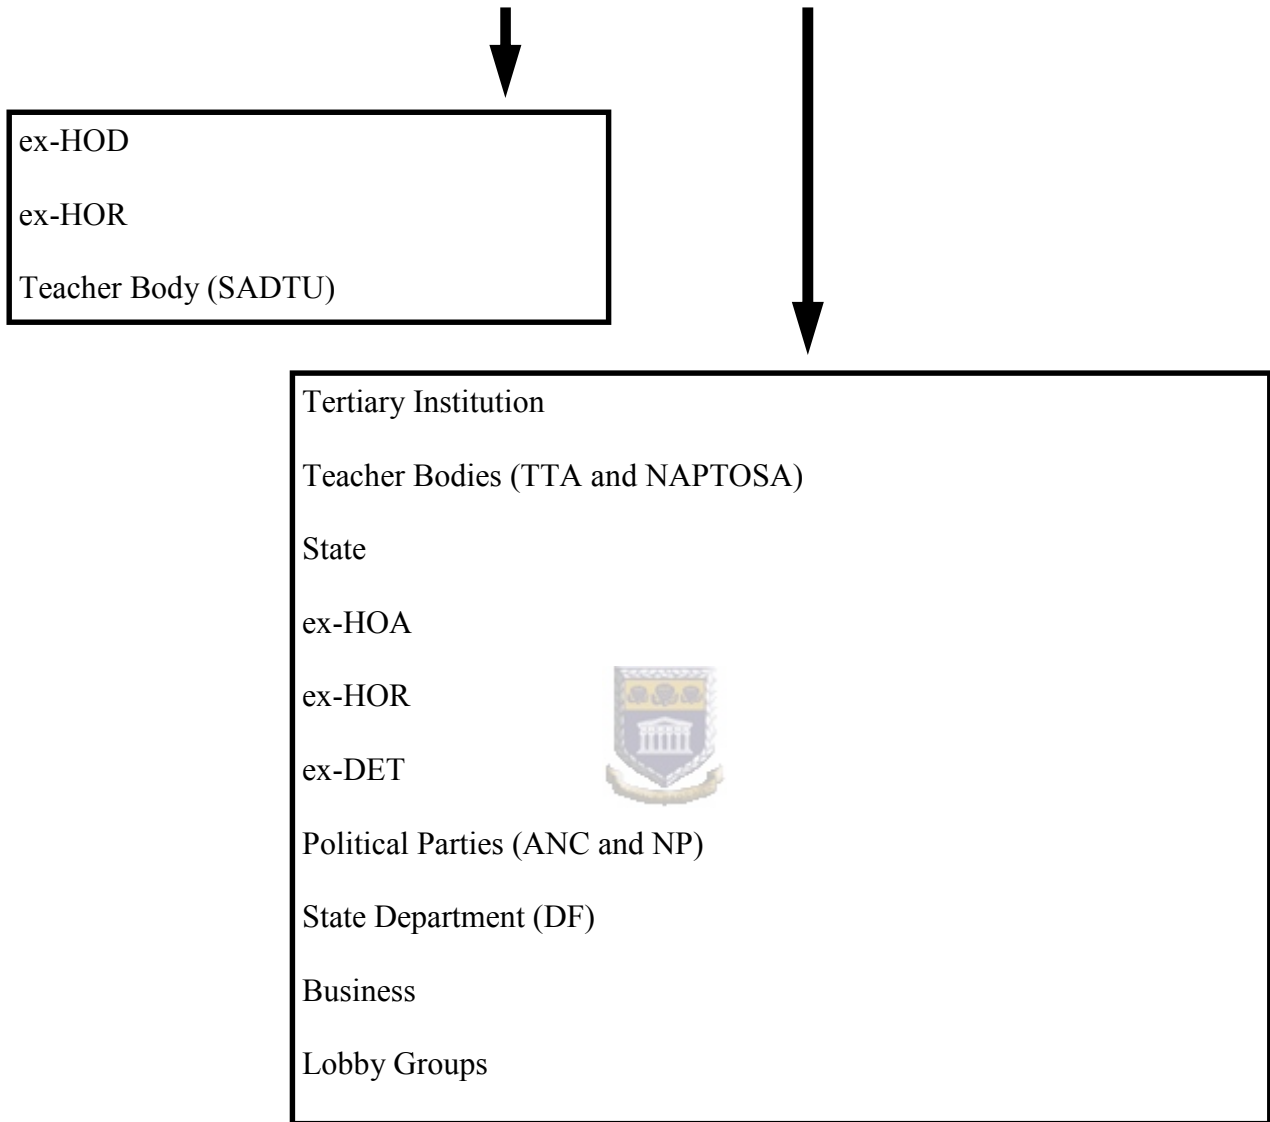 ex-HOD
ex-HOR
Teacher Body (SADTU)
Tertiary Institution
Teacher Bodies (TTA and NAPTOSA)
State
ex-HOA
ex-HOR
ex-DET
Political Parties (ANC and NP)
State Department (DF)
Business
Lobby Groups